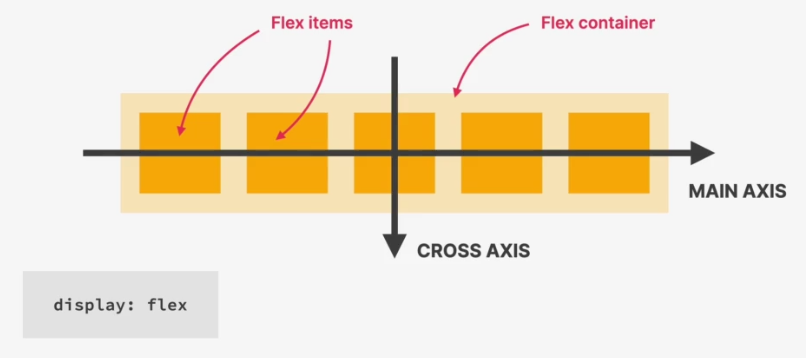 Flex items
Flex container
MAIN AXIS
CROSS AXIS
display: flex